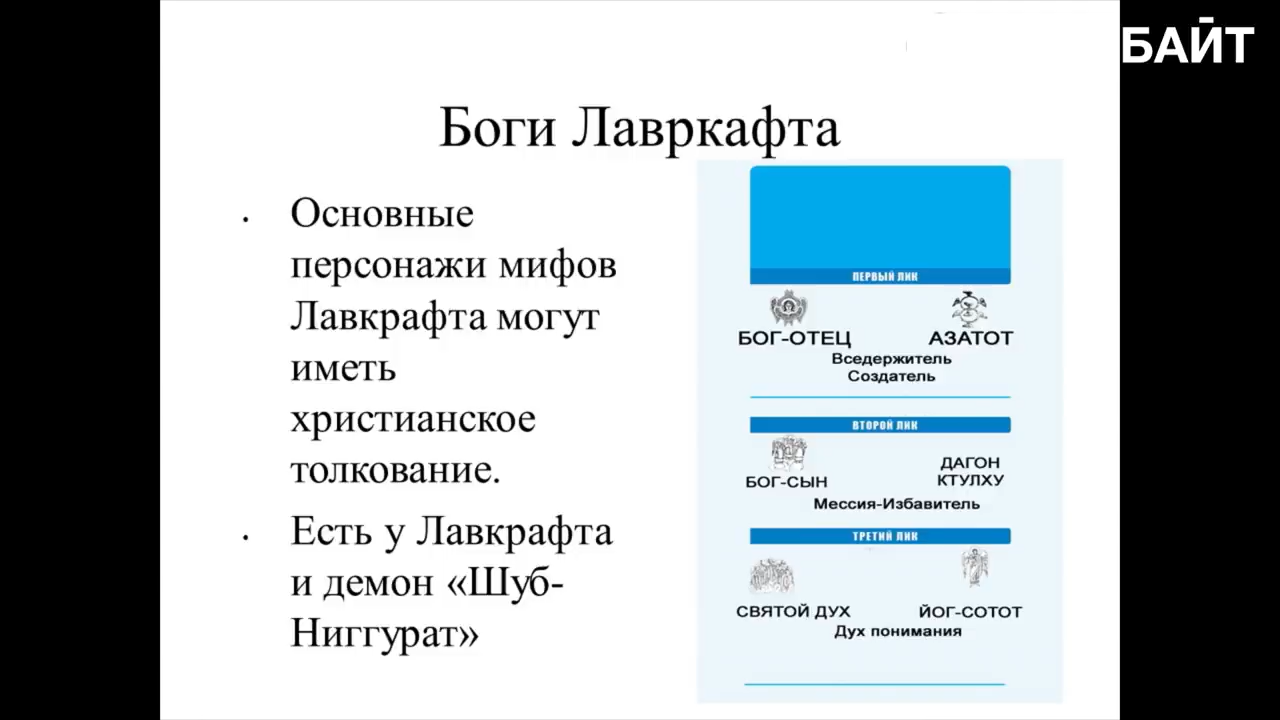 БАЙТ
Боги Лавркафта
• Основные
персонажи мифов
Лавкрафта могут
иметь
христианское
толкование.
• Есть у Лавкрафта
и демон «Шуб-
Ниггурат»
ПЕРВЫЙ ЛИК
БОГ-ОТЕЦ АЗАТОТ
Вседержитель
Создатель
ВТОРОЙ ЛИК
ДАГОН
БОГ-СЫН КТУЛХУ
Мессия-Избавитель
ТРЕТИЙ ЛИК
СВЯТОЙ ДУХ ЙОГ-СОТОТ
Дух понимания